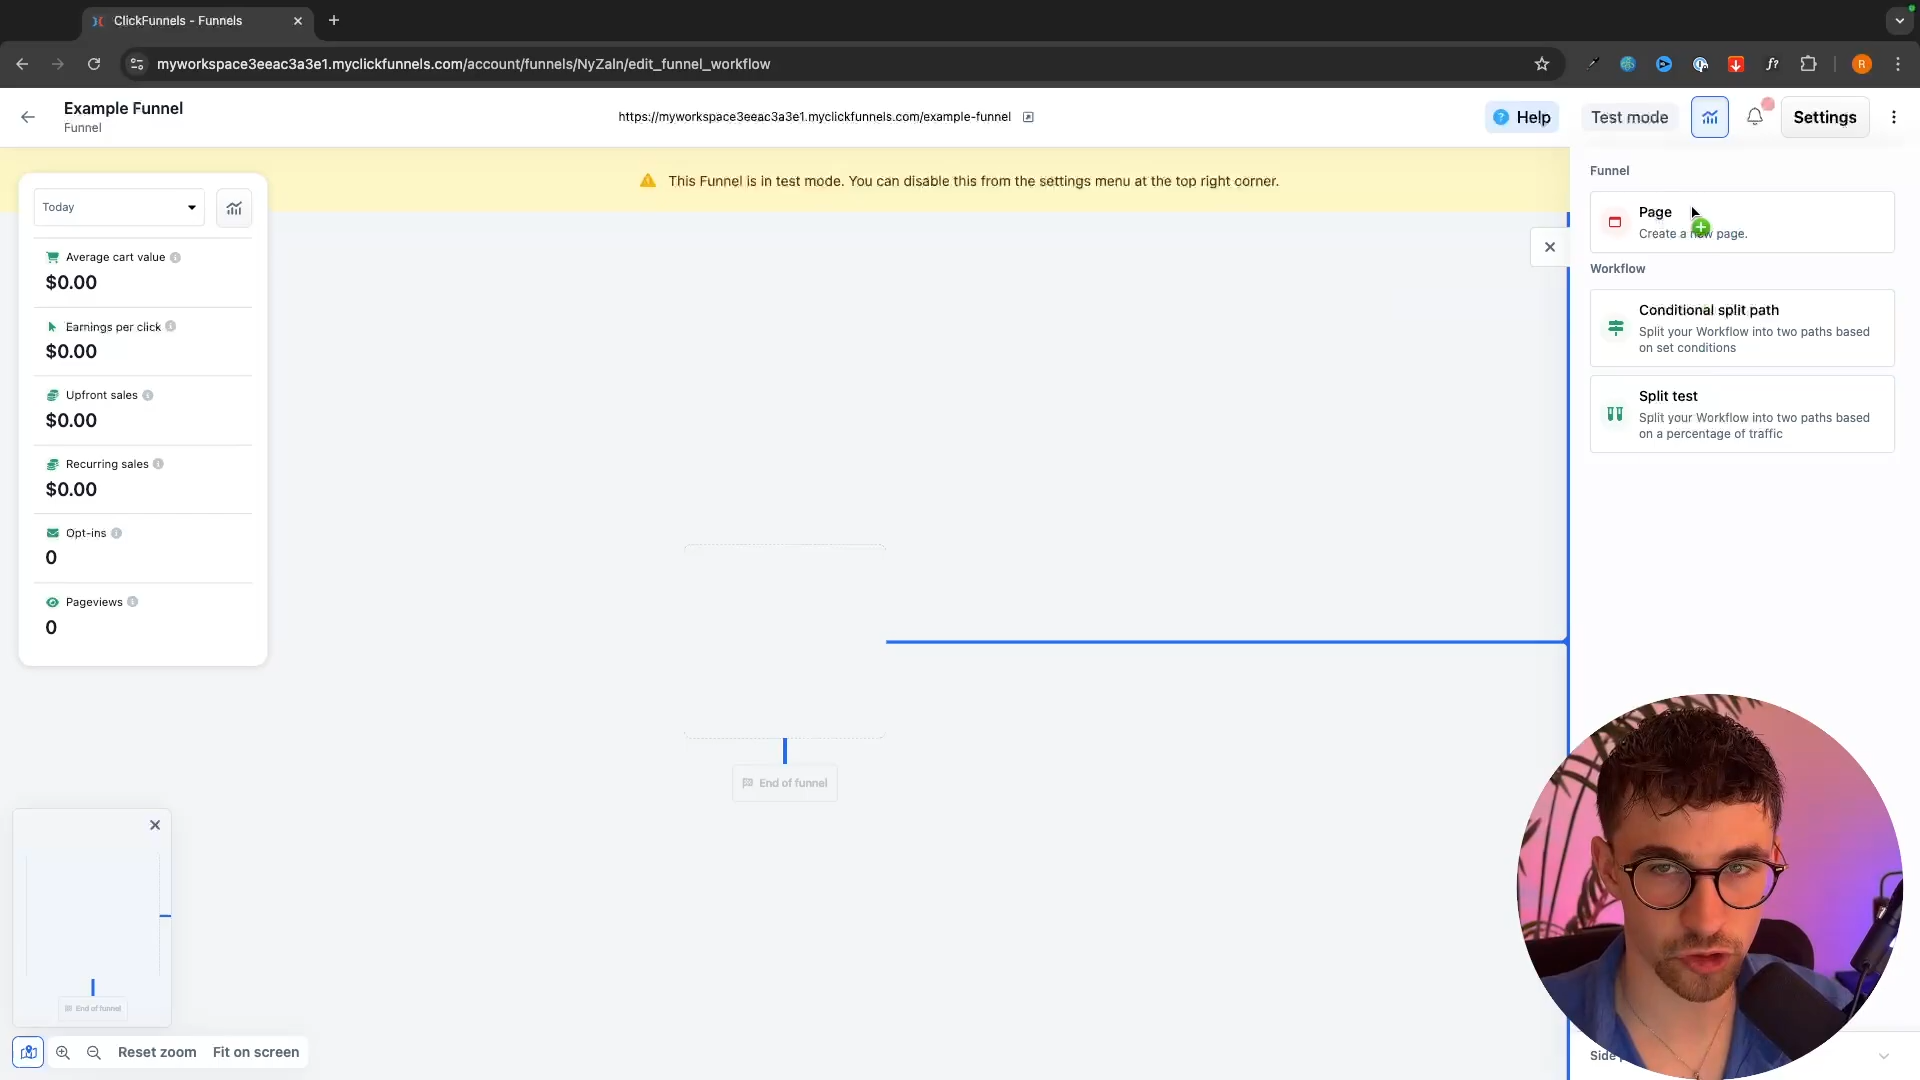 ClickFunnels - Funnels
myworkspace3eeac3a3e1.myclickfunnels.com/account/funnels/NyZaln/edit_funnel_workflow
R
Example Funnel
Funnel
https://myworkspace3eeac3a3e1.myclickfunnels.com/example-funnel
Help
Test mode
Settings
This Funnel is in test mode. You can disable this from the settings menu at the top right corner.
Today
Average cart value
$0.00
Earnings per click
$0.00
Upfront sales
$0.00
Recurring sales
$0.00
Opt-ins
0
Pageviews
0
Funnel
Page
Create a new page.
Workflow
Conditional split path
Split your Workflow into two paths based
on set conditions
Split test
Split your Workflow into two paths based
on a percentage of traffic
End of funnel
End of funnel
Reset zoom
Fit on screen
Side